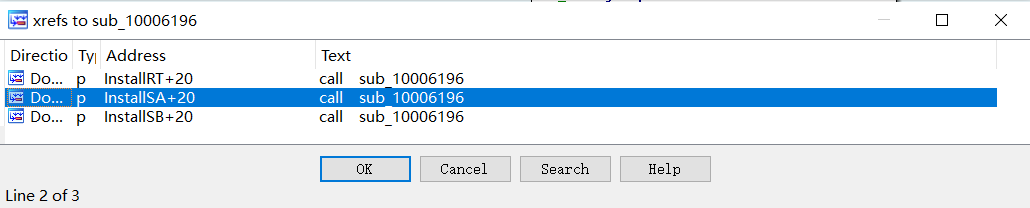 xrefs to sub_10006196
Directio Ty Address Text
Do... p InstallRT+20 call sub_10006196
Do... p InstallSA+20 call sub_10006196
Do... p InstallSB+20 call sub_10006196
OK Cancel Search Help
Line 2 of 3